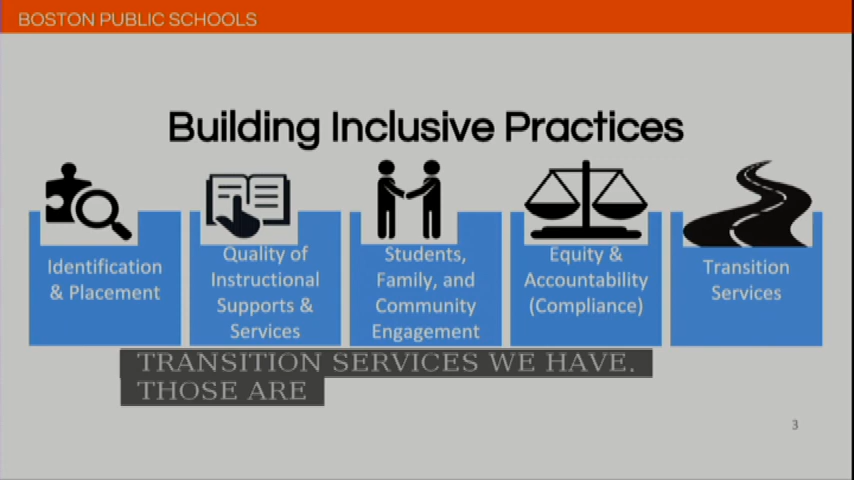 BOSTON PUBLIC SCHOOLS
Building Inclusive Practices
Identification
& Placement
Quality of
Instructional
Supports &
Services
Students,
Family, and
Community
Engagement
Equity &
Accountability
(Compliance)
Transition
Services
TRANSITION SERVICES WE HAVE.
THOSE ARE
3